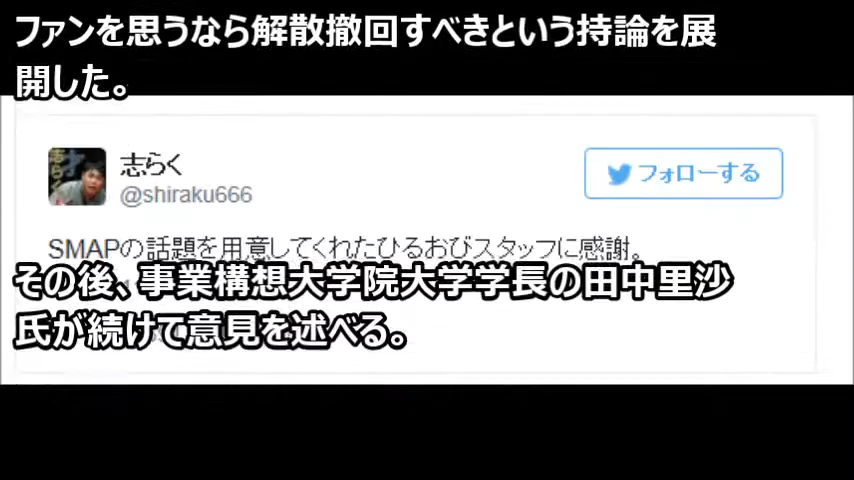 ファンを思うなら解散撤回すべきという持論を展
開した。
志らく
@shiraku666
フォローする
SMAPの話題を用意してくれたひるおびスタッフに感謝。
その後、事業構想大学院大学学長の田中里沙
氏が続けて意見を述べる。